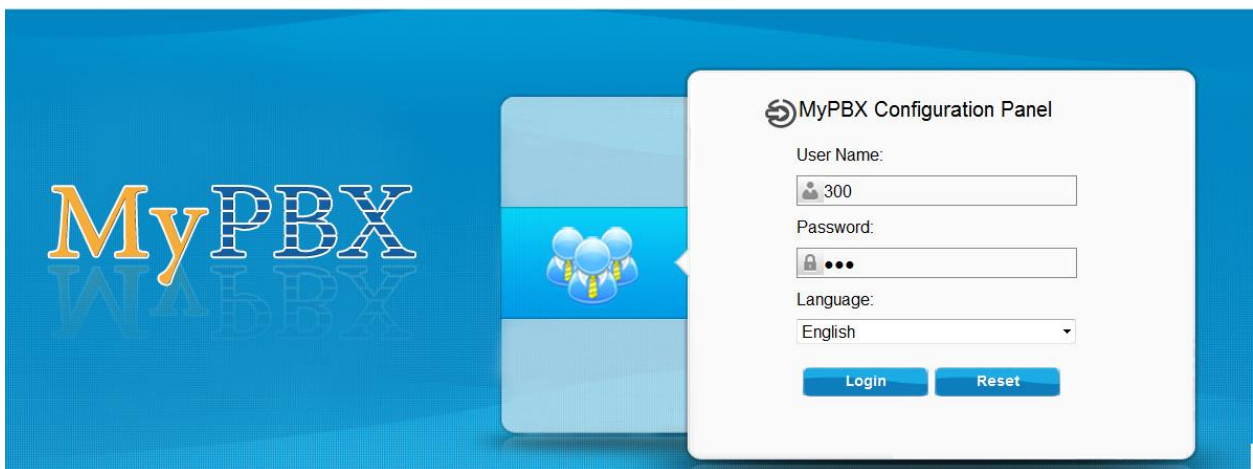 MyPBX
MyPBX Configuration Panel
User Name:
300
Password:
●●●
Language:
English
Login
Reset